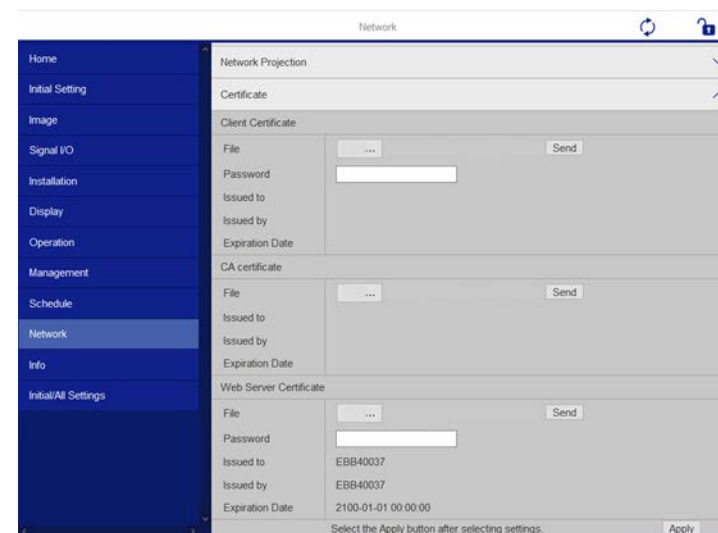 Network
Home
Initial Setting
Image
Signal I/O
Installation
Display
Operation
Management
Schedule
Network
Info
Initial/All Settings
Network Projection
Certificate
Client Certificate
File ... Send
Password
Issued to
Issued by
Expiration Date
CA certificate
File ... Send
Issued to
Issued by
Expiration Date
Web Server Certificate
File ... Send
Password
Issued to EBB40037
Issued by EBB40037
Expiration Date 2100-01-01 00:00:00
Select the Apply button after selecting settings. Apply